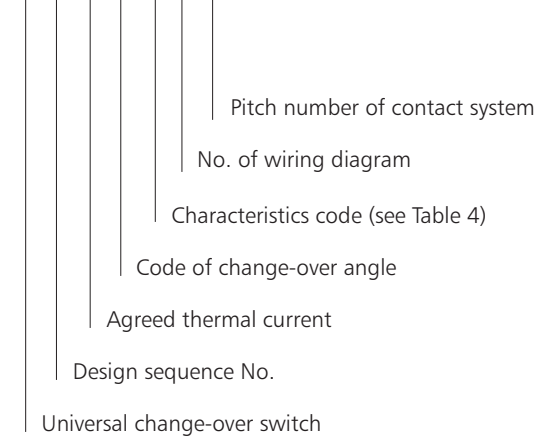 Pitch number of contact system
No. of wiring diagram
Characteristics code (see Table 4)
Code of change-over angle
Agreed thermal current
Design sequence No.
Universal change-over switch